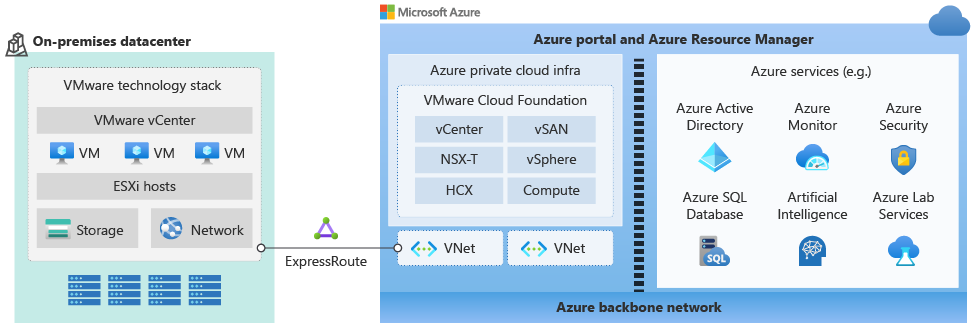 Microsoft Azure
On-premises datacenter
VMware technology stack
VMware vCenter
VM
VM
VM
ESXi hosts
Storage
Network
ExpressRoute
Azure portal and Azure Resource Manager
Azure private cloud infra
VMware Cloud Foundation
vCenter
vSAN
NSX-T
vSphere
HCX
Compute
VNet
VNet
Azure services (e.g.)
Azure Active
Directory
Azure
Monitor
Azure
Security
Azure SQL
Database
SQL
Artificial
Intelligence
Azure Lab
Services
Azure backbone network